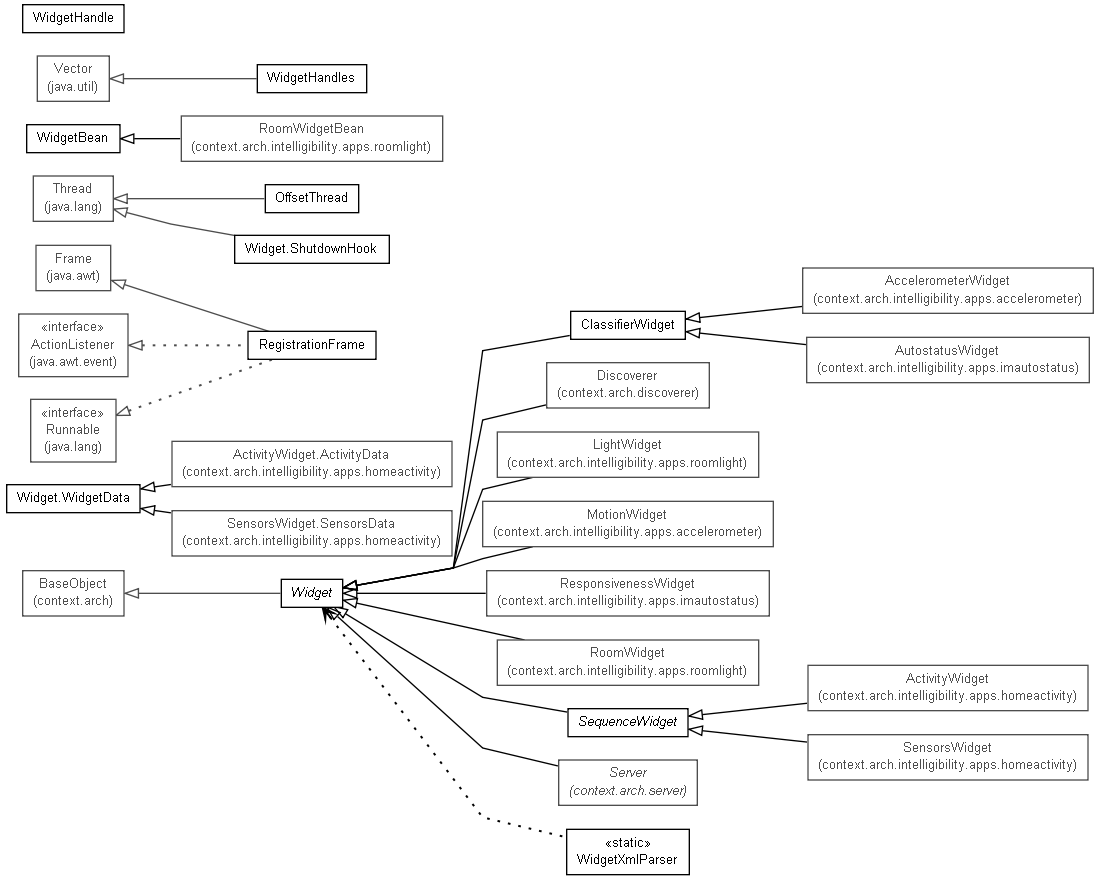 WidgetHandle
Vector
(java.util)
WidgetHandles
WidgetBean
RoomWidgetBean
(context.arch.intelligibility.apps.roomlight)
Thread
(java.lang)
OffsetThread
Widget.ShutdownHook
Frame
(java.awt)
«interface»
ActionListener
(java.awt.event)
RegistrationFrame
«interface»
Runnable
(java.lang)
ActivityWidget.ActivityData
(context.arch.intelligibility.apps.homeactivity)
Widget.WidgetData
SensorsWidget.SensorsData
(context.arch.intelligibility.apps.homeactivity)
BaseObject
(context.arch)
Widget
ClassifierWidget
AccelerometerWidget
(context.arch.intelligibility.apps.accelerometer)
AutostatusWidget
(context.arch.intelligibility.apps.imautostatus)
Discoverer
(context.arch.discoverer)
LightWidget
(context.arch.intelligibility.apps.roomlight)
MotionWidget
(context.arch.intelligibility.apps.accelerometer)
ResponsivenessWidget
(context.arch.intelligibility.apps.imautostatus)
RoomWidget
(context.arch.intelligibility.apps.roomlight)
SequenceWidget
ActivityWidget
(context.arch.intelligibility.apps.homeactivity)
SensorsWidget
(context.arch.intelligibility.apps.homeactivity)
Server
(context.arch.server)
«static»
WidgetXmlParser